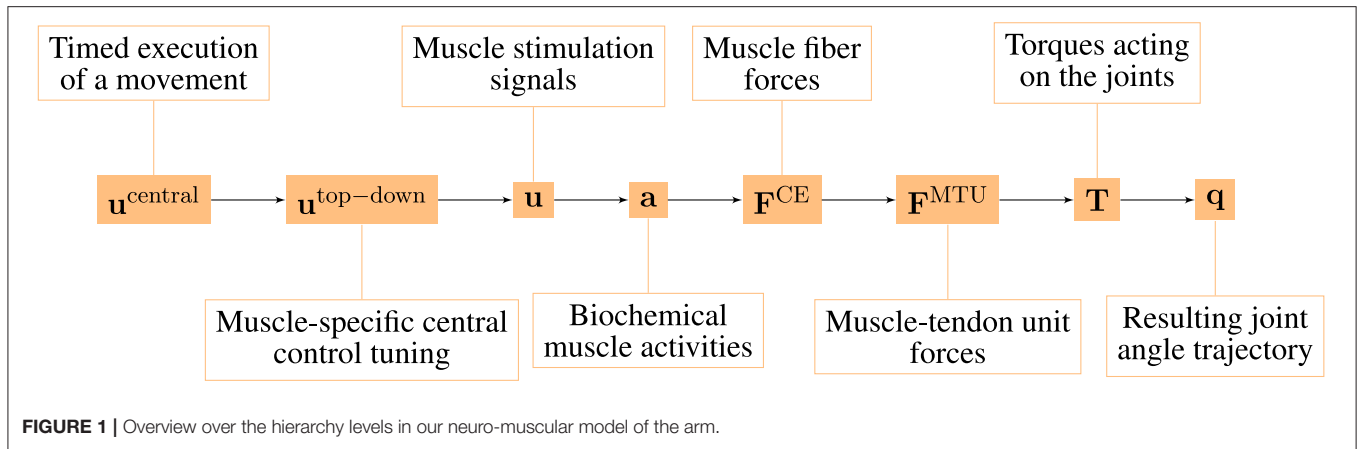 Timed execution
of a movement
Muscle stimulation
signals
Muscle fiber
forces
Torques acting
on the joints
u^central
u^top−down
u
a
F^CE
F^MTU
T
q
Muscle-specific central
control tuning
Biochemical
muscle activities
Muscle-tendon unit
forces
Resulting joint
angle trajectory
FIGURE 1 | Overview over the hierarchy levels in our neuro-muscular model of the arm.